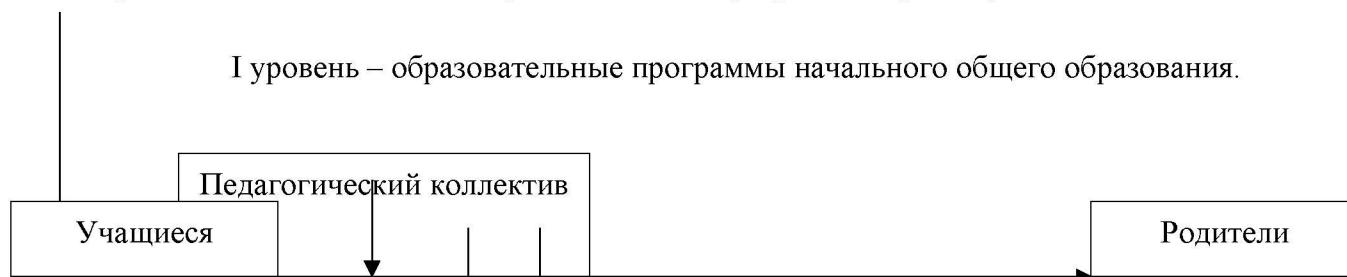 I уровень – образовательные программы начального общего образования.
Педагогический коллектив
Учащиеся
Родители